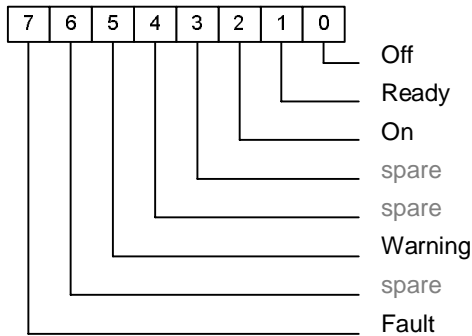 7 6 5 4 3 2 1 0
Off
Ready
On
spare
spare
Warning
spare
Fault